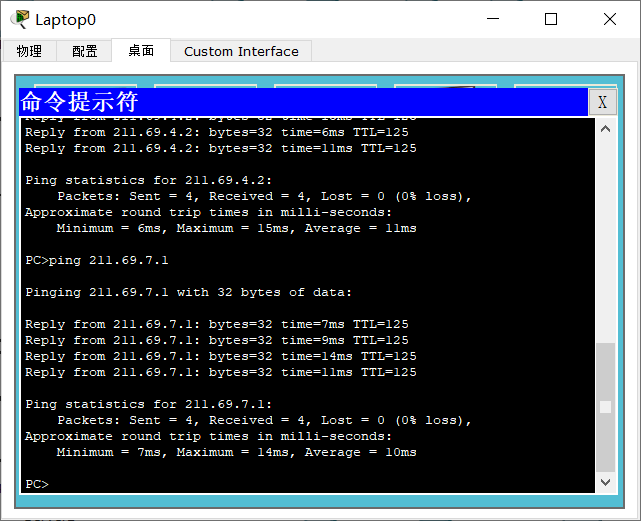 Laptop0
物理 配置 桌面 Custom Interface
命令提示符 X
Reply from 211.69.4.2: bytes=32 time=6ms TTL=125
Reply from 211.69.4.2: bytes=32 time=11ms TTL=125
Ping statistics for 211.69.4.2:
Packets: Sent = 4, Received = 4, Lost = 0 (0% loss),
Approximate round trip times in milli-seconds:
Minimum = 6ms, Maximum = 15ms, Average = 11ms
PC>ping 211.69.7.1
Pinging 211.69.7.1 with 32 bytes of data:
Reply from 211.69.7.1: bytes=32 time=7ms TTL=125
Reply from 211.69.7.1: bytes=32 time=9ms TTL=125
Reply from 211.69.7.1: bytes=32 time=14ms TTL=125
Reply from 211.69.7.1: bytes=32 time=11ms TTL=125
Ping statistics for 211.69.7.1:
Packets: Sent = 4, Received = 4, Lost = 0 (0% loss),
Approximate round trip times in milli-seconds:
Minimum = 7ms, Maximum = 14ms, Average = 10ms
PC>